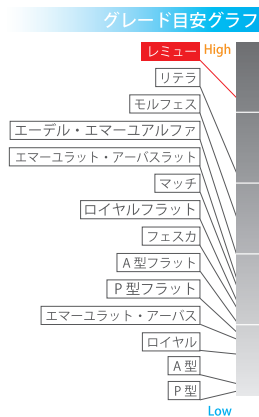 グレード目安グラフ
レミュー High
リテラ
モルフェス
エーデル・エマーユアルファ
エマーユラット・アーバスラット
マッチ
ロイヤルフラット
フェスカ
A型フラット
P型フラット
エマーユラット・アーバス
ロイヤル
A型
P型
Low